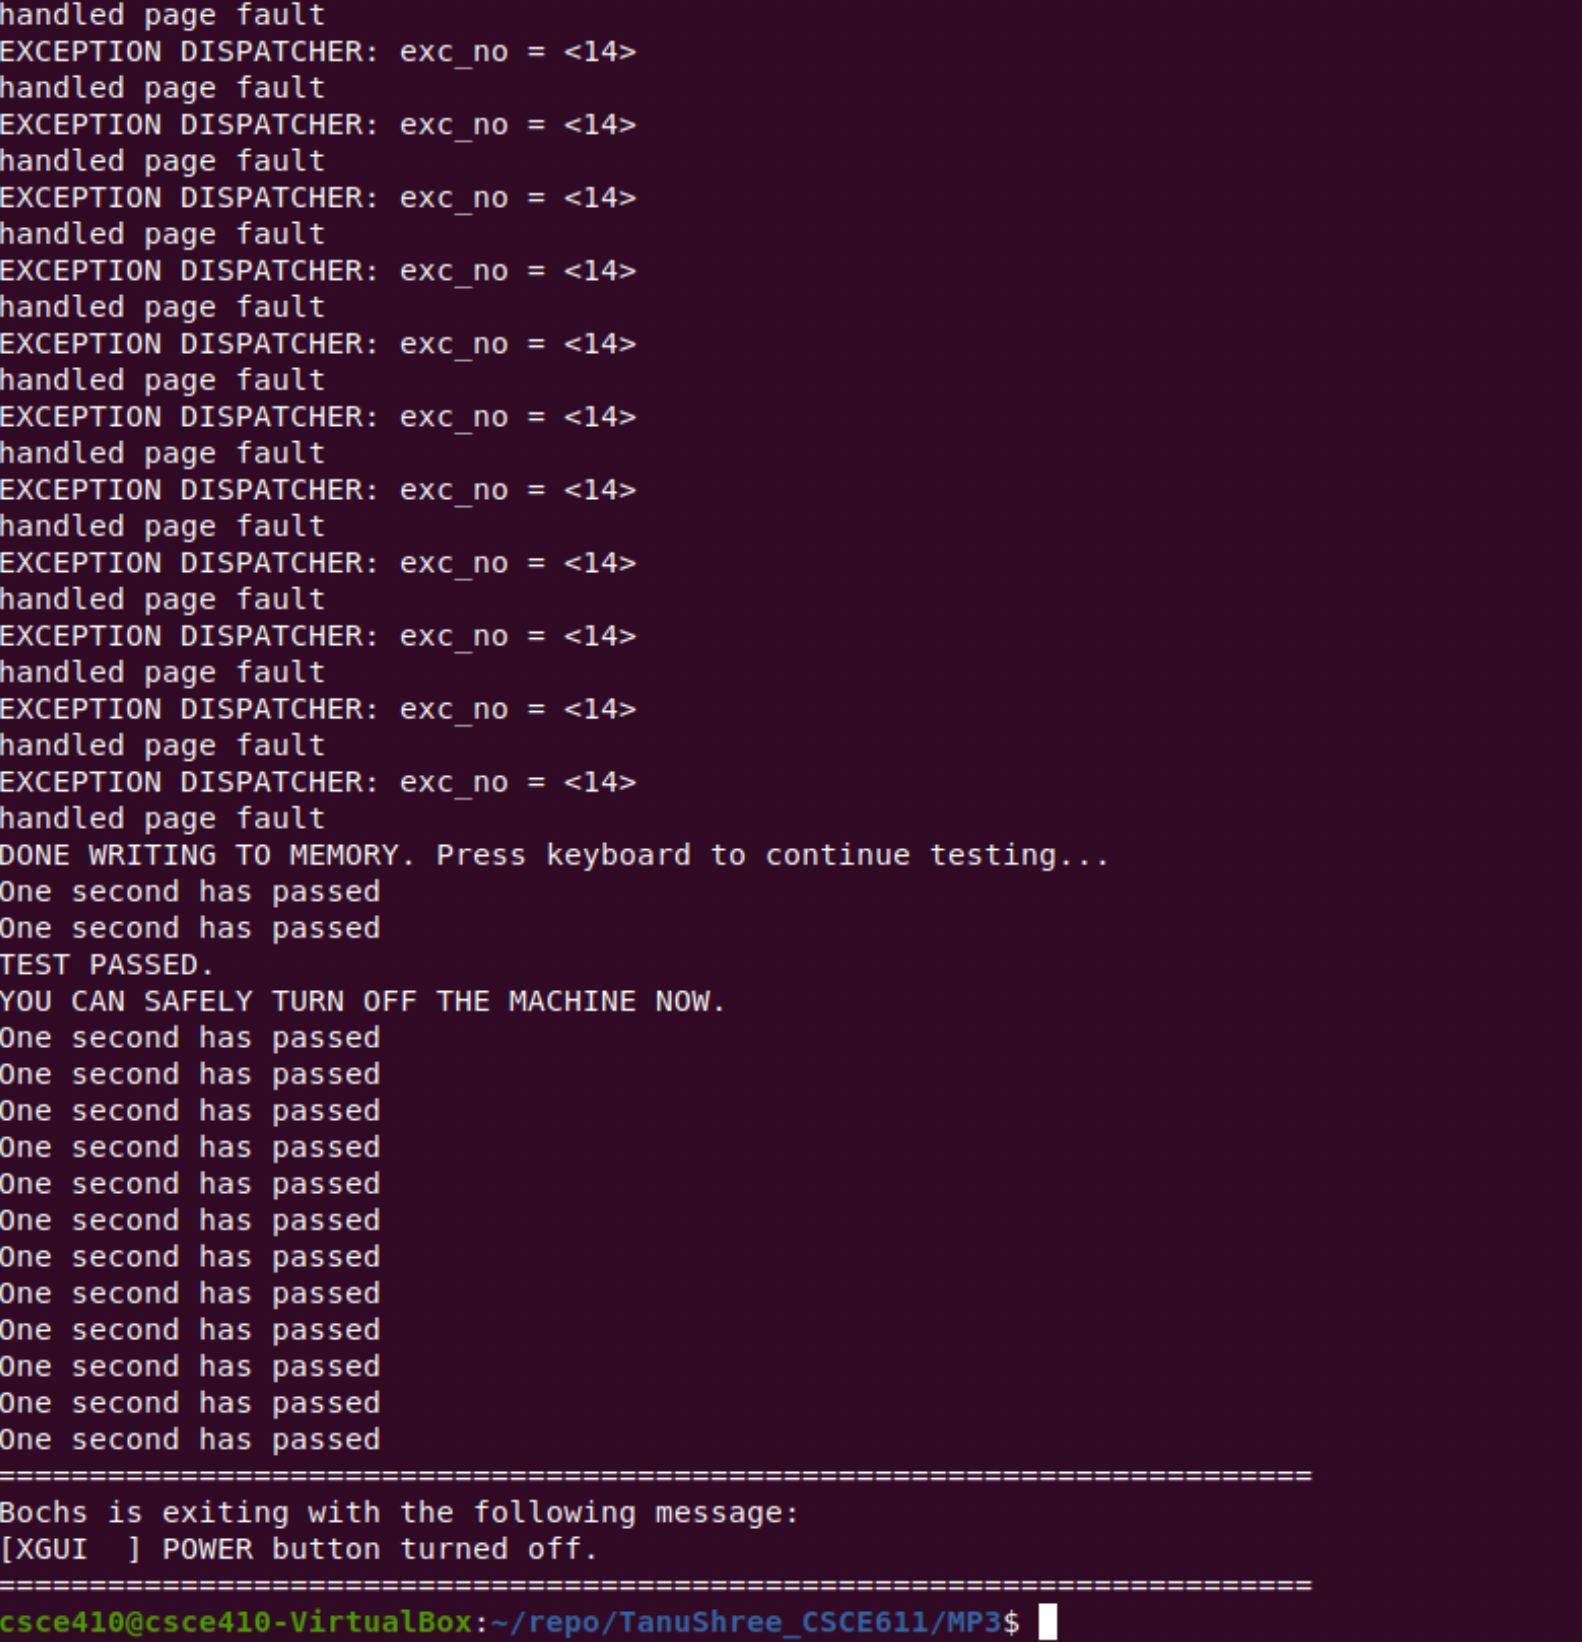 handled page fault
EXCEPTION DISPATCHER: exc_no = <14>
handled page fault
EXCEPTION DISPATCHER: exc_no = <14>
handled page fault
EXCEPTION DISPATCHER: exc_no = <14>
handled page fault
EXCEPTION DISPATCHER: exc_no = <14>
handled page fault
EXCEPTION DISPATCHER: exc_no = <14>
handled page fault
EXCEPTION DISPATCHER: exc_no = <14>
handled page fault
EXCEPTION DISPATCHER: exc_no = <14>
handled page fault
EXCEPTION DISPATCHER: exc_no = <14>
handled page fault
EXCEPTION DISPATCHER: exc_no = <14>
handled page fault
EXCEPTION DISPATCHER: exc_no = <14>
handled page fault
EXCEPTION DISPATCHER: exc_no = <14>
handled page fault
DONE WRITING TO MEMORY. Press keyboard to continue testing...
One second has passed
One second has passed
TEST PASSED.
YOU CAN SAFELY TURN OFF THE MACHINE NOW.
One second has passed
One second has passed
One second has passed
One second has passed
One second has passed
One second has passed
One second has passed
One second has passed
One second has passed
One second has passed
One second has passed
One second has passed
========================================================================
Bochs is exiting with the following message:
[XGUI  ] POWER button turned off.
========================================================================
csce410@csce410-VirtualBox:~/repo/TanuShree_CSCE611/MP3$